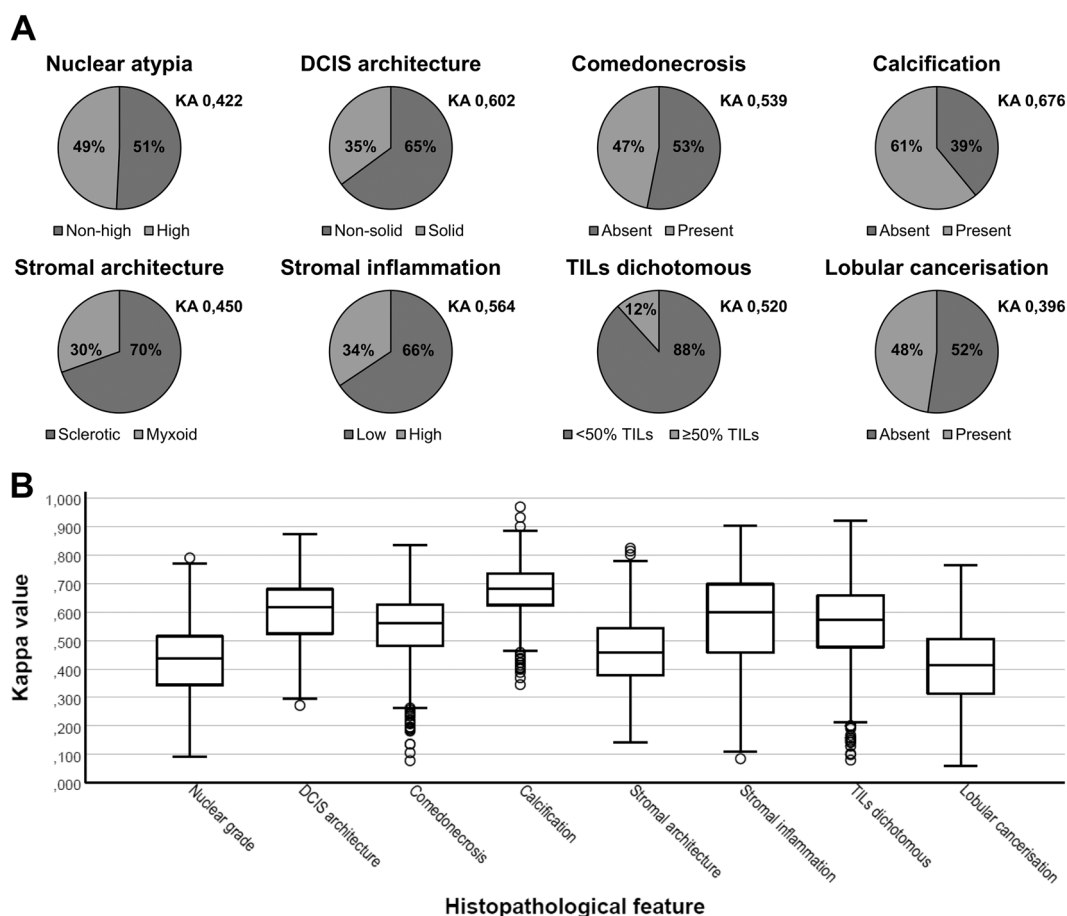 A
Nuclear atypia DCIS architecture Comedonecrosis Calcification
KA 0,422 KA 0,602 KA 0,539 KA 0,676
49% 51% 35% 65% 47% 53% 61% 39%
Non-high High Non-solid Solid Absent Present Absent Present
Stromal architecture Stromal inflammation TILs dichotomous Lobular cancerisation
KA 0,450 KA 0,564 KA 0,520 KA 0,396
30% 70% 34% 66% 12% 88% 48% 52%
Sclerotic Myxoid Low High <50% TILs ≥50% TILs Absent Present
B
Kappa value
1,000
,900
,800
,700
,600
,500
,400
,300
,200
,100
,000
Nuclear grade
DCIS architecture
Comedonecrosis
Calcification
Stromal architecture
Stromal inflammation
TILs dichotomous
Lobular cancerisation
Histopathological feature